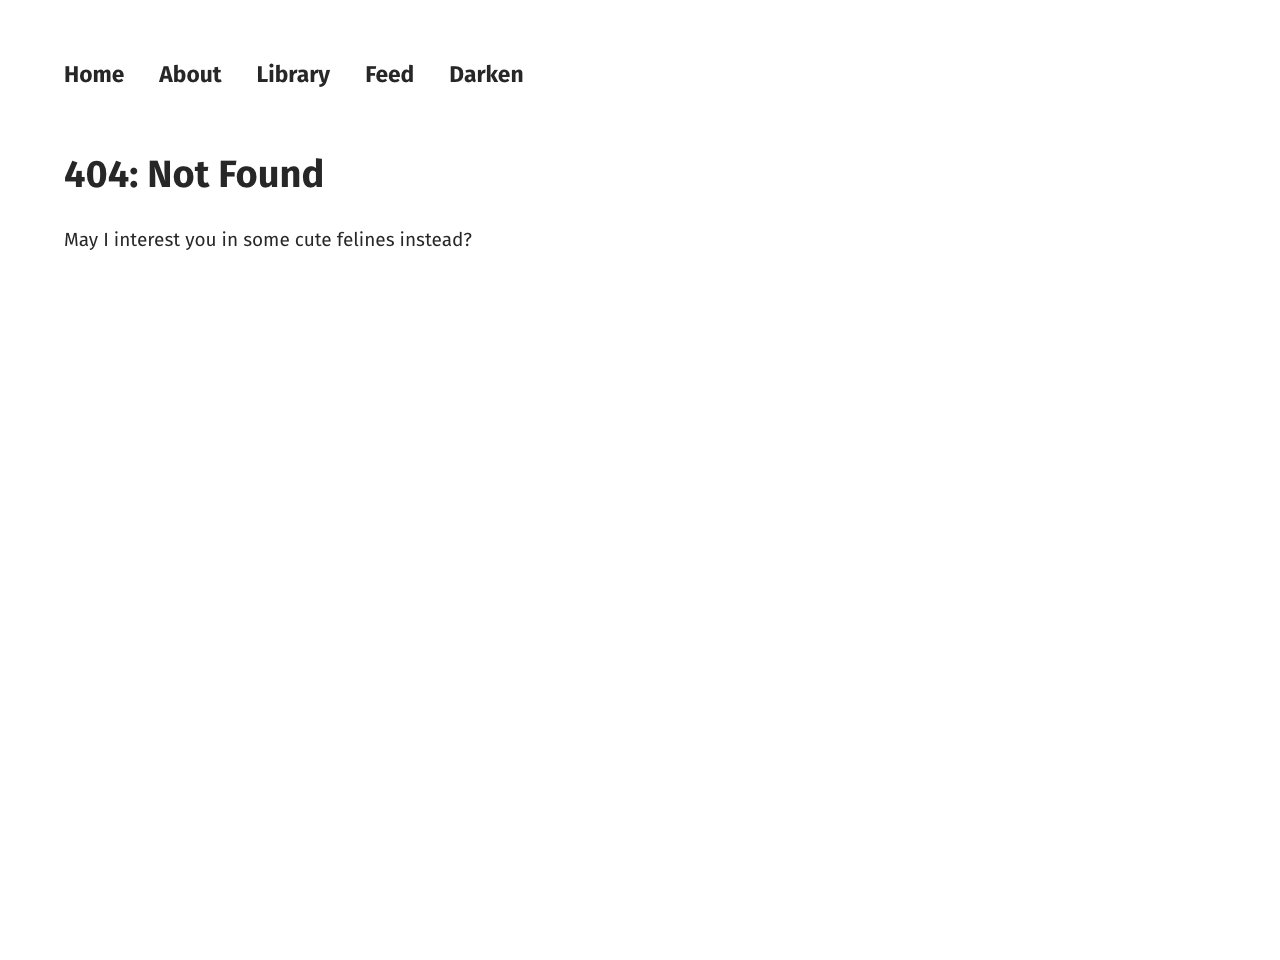 Home About Library Feed Darken
404: Not Found
May I interest you in some cute felines instead?